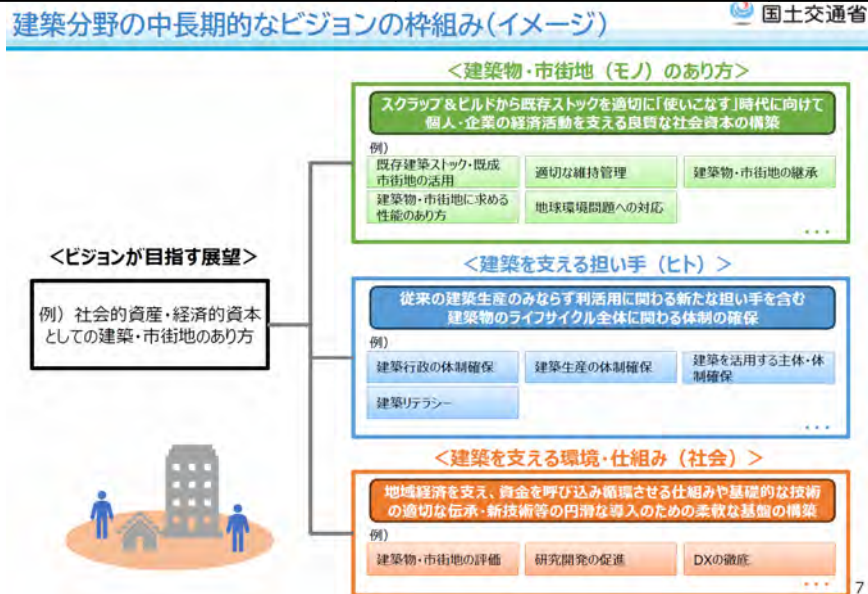 建築分野の中長期的なビジョンの枠組み(イメージ)
国土交通省
＜建築物・市街地（モノ）のあり方＞
スクラップ＆ビルドから既存ストックを適切に「使いこなす」時代に向けて
個人・企業の経済活動を支える良質な社会資本の構築
例）
既存建築ストック・既成
市街地の活用
適切な維持管理
建築物・市街地の継承
建築物・市街地に求める
性能のあり方
地球環境問題への対応
・・・
＜ビジョンが目指す展望＞
例）社会的資産・経済的資本
としての建築・市街地のあり方
＜建築を支える担い手（ヒト）＞
従来の建築生産のみならず利活用に関わる新たな担い手を含む
建築物のライフサイクル全体に関わる体制の確保
例）
建築行政の体制確保
建築生産の体制確保
建築を活用する主体・体
制確保
建築リテラシー
・・・
＜建築を支える環境・仕組み（社会）＞
地域経済を支え、資金を呼び込み循環させる仕組みや基礎的な技術
の適切な伝承・新技術等の円滑な導入のための柔軟な基盤の構築
例）
建築物・市街地の評価
研究開発の促進
DXの徹底
・・・
7